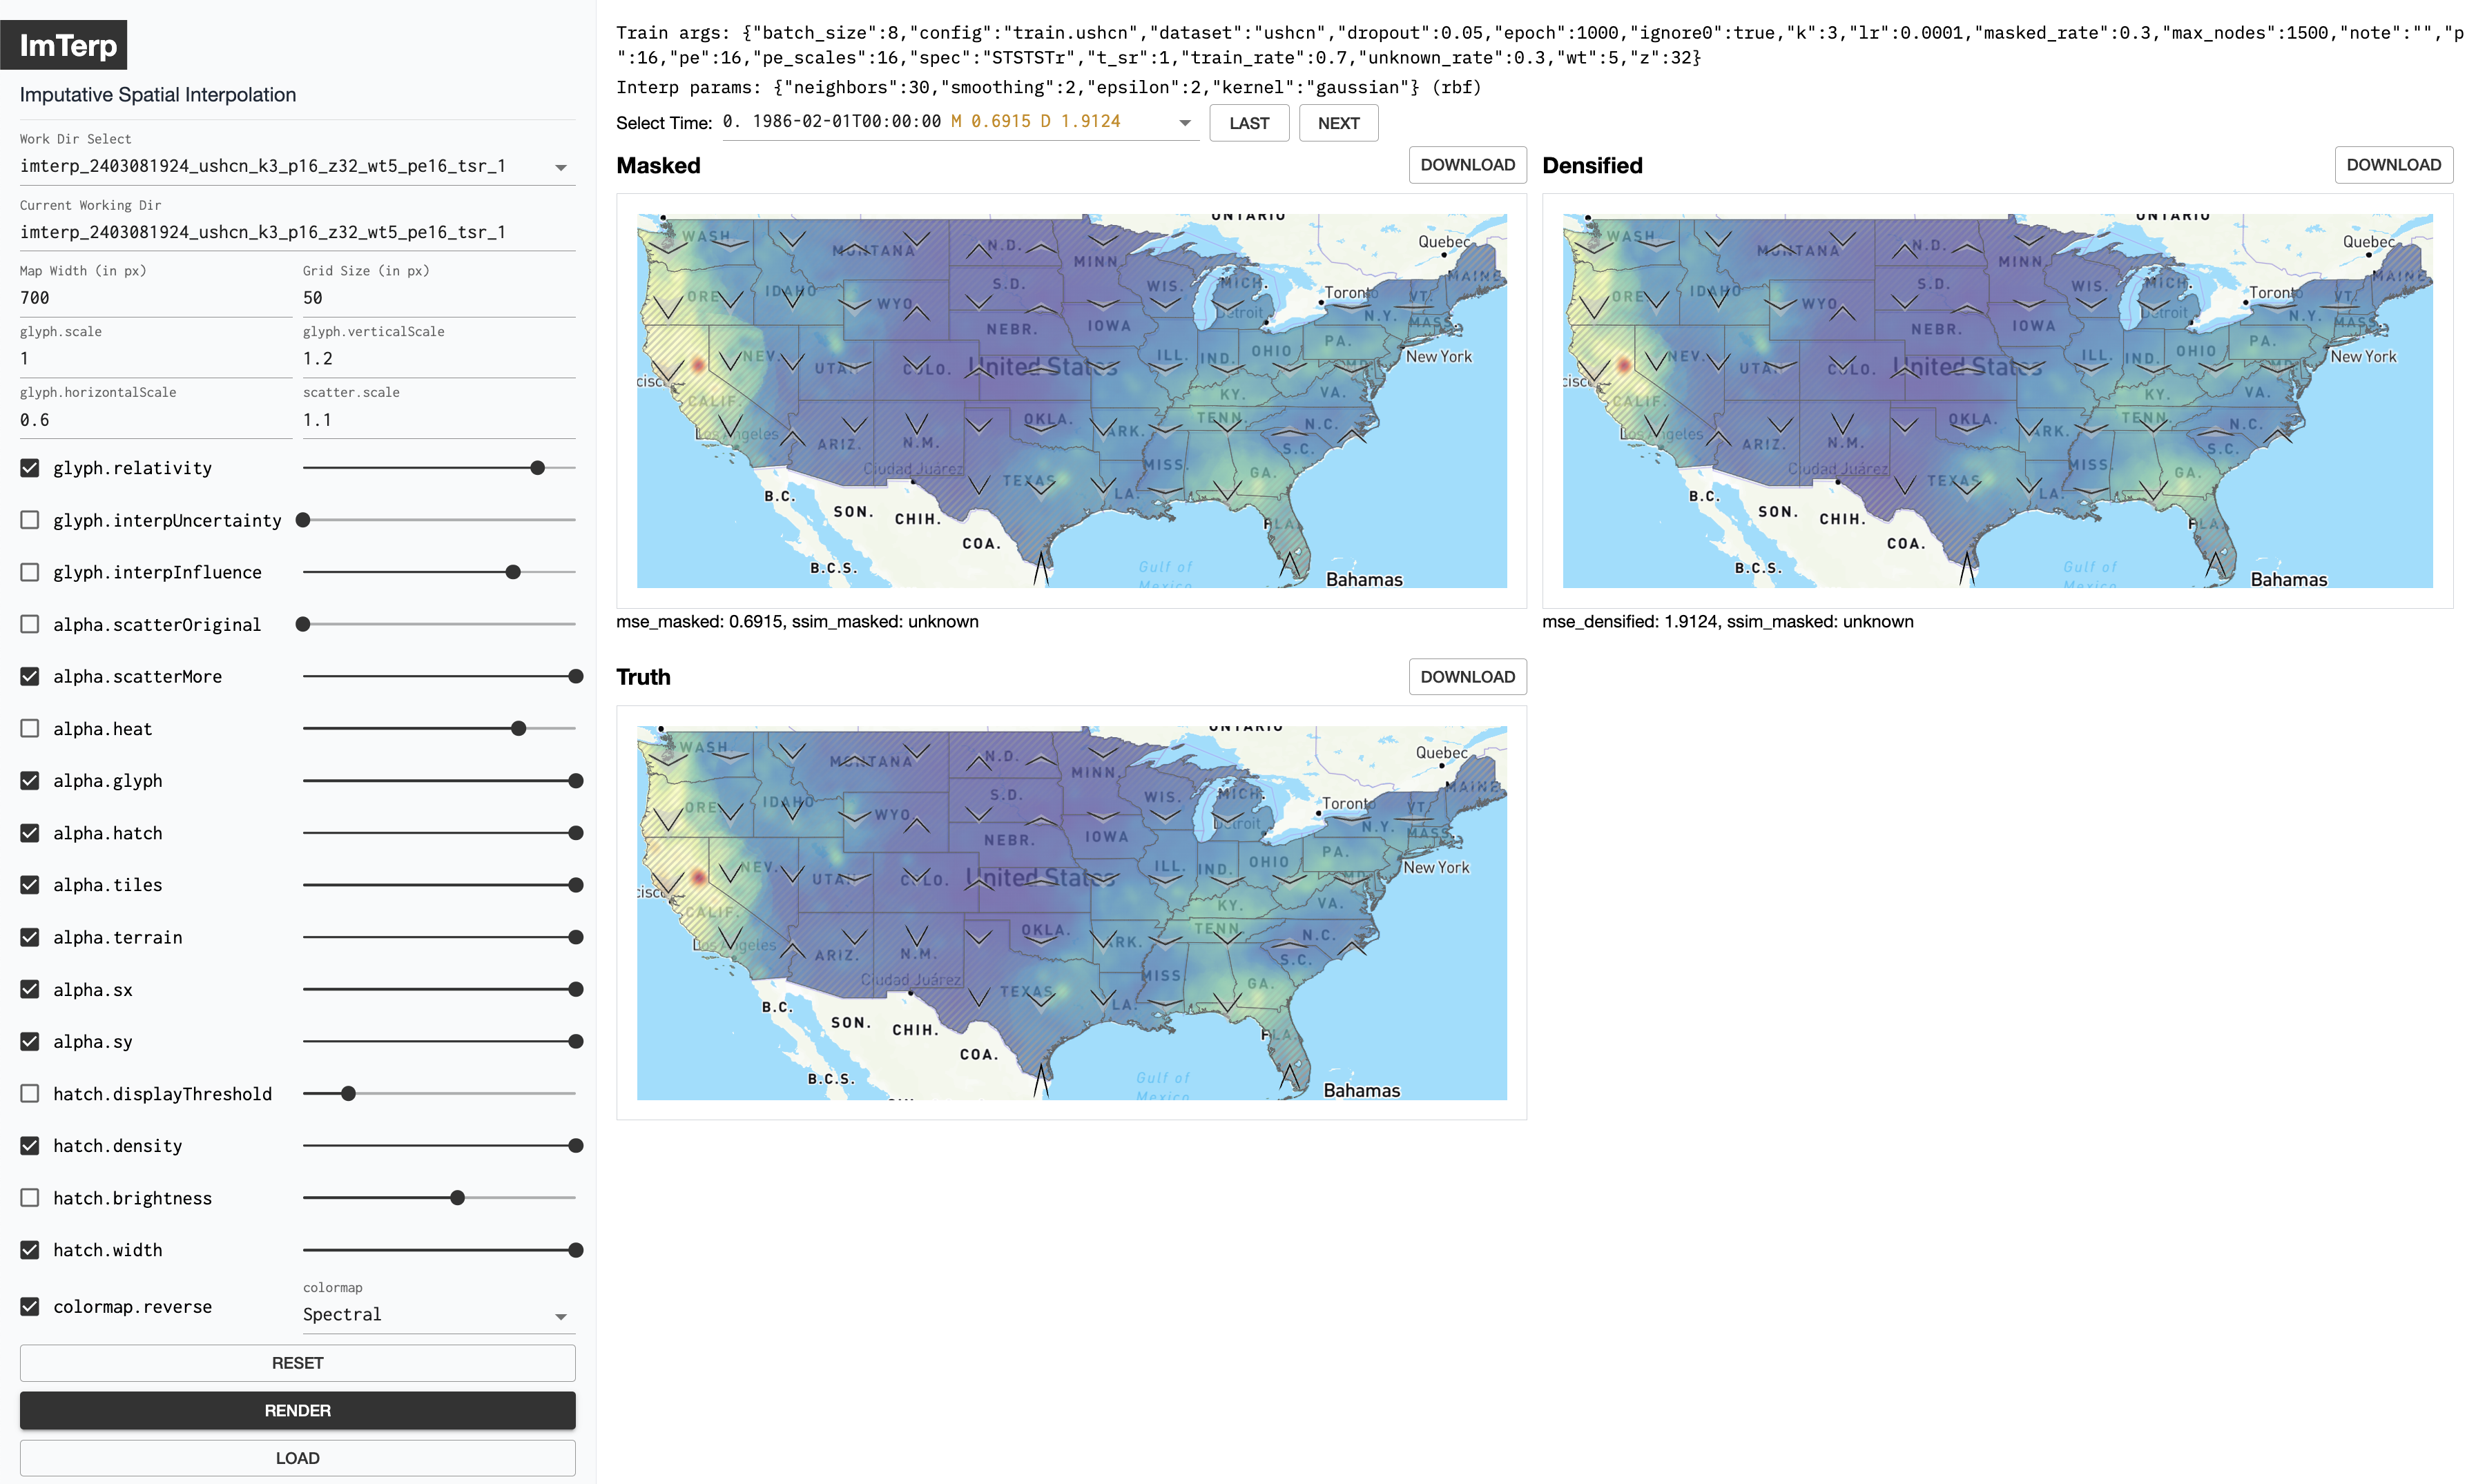 ImTerp
Imputative Spatial Interpolation
Work Dir Select
imterp_2403081924_ushcn_k3_p16_z32_wt5_pe16_tsr_1
Current Working Dir
imterp_2403081924_ushcn_k3_p16_z32_wt5_pe16_tsr_1
Map Width (in px) Grid Size (in px)
700 50
glyph.scale glyph.verticalScale
1 1.2
glyph.horizontalScale scatter.scale
0.6 1.1
glyph.relativity
glyph.interpUncertainty
glyph.interpInfluence
alpha.scatterOriginal
alpha.scatterMore
alpha.heat
alpha.glyph
alpha.hatch
alpha.tiles
alpha.terrain
alpha.sx
alpha.sy
hatch.displayThreshold
hatch.density
hatch.brightness
hatch.width
colormap
colormap.reverse Spectral
RESET
RENDER
LOAD
Train args: {"batch_size":8,"config":"train.ushcn","dataset":"ushcn","dropout":0.05,"epoch":1000,"ignore0":true,"k":3,"lr":0.0001,"masked_rate":0.3,"max_nodes":1500,"note":"","p
":16,"pe":16,"pe_scales":16,"spec":"STSTSTr","t_sr":1,"train_rate":0.7,"unknown_rate":0.3,"wt":5,"z":32}
Interp params: {"neighbors":30,"smoothing":2,"epsilon":2,"kernel":"gaussian"} (rbf)
Select Time: 0. 1986-02-01T00:00:00 M 0.6915 D 1.9124 LAST NEXT
Masked DOWNLOAD
ONTARIO
WASH. MONTANA N.D. MINN. Quebec
MAINE
ORE. IDAHO WYO. S.D. WIS. MICH. Toronto VT.
Detroit N.Y. MASS.
NEBR. IOWA
NEV. UTAH COLO. United States ILL. IND. OHIO PA. New York
CALIF. KY. VA.
Los Angeles ARIZ. N.M. OKLA. ARK. TENN. N.C.
S.C.
Ciudad Juárez TEXAS LA. MISS. GA.
B.C. SON. CHIH. FLA.
COA.
B.C.S. Gulf of Mexico Bahamas
mse_masked: 0.6915, ssim_masked: unknown
Densified DOWNLOAD
ONTARIO
WASH. MONTANA N.D. MINN. Quebec
MAINE
ORE. IDAHO WYO. S.D. WIS. MICH. Toronto VT.
Detroit N.Y. MASS.
NEBR. IOWA
NEV. UTAH COLO. United States ILL. IND. OHIO PA. New York
CALIF. KY. VA.
Los Angeles ARIZ. N.M. OKLA. ARK. TENN. N.C.
S.C.
Ciudad Juárez TEXAS LA. MISS. GA.
B.C. SON. CHIH. FLA.
COA.
B.C.S. Gulf of Mexico Bahamas
mse_densified: 1.9124, ssim_masked: unknown
Truth DOWNLOAD
ONTARIO
WASH. MONTANA N.D. MINN. Quebec
MAINE
ORE. IDAHO WYO. S.D. WIS. MICH. Toronto VT.
Detroit N.Y. MASS.
NEBR. IOWA
NEV. UTAH COLO. United States ILL. IND. OHIO PA. New York
CALIF. KY. VA.
Los Angeles ARIZ. N.M. OKLA. ARK. TENN. N.C.
S.C.
Ciudad Juárez TEXAS LA. MISS. GA.
B.C. SON. CHIH. FLA.
COA.
B.C.S. Gulf of Mexico Bahamas